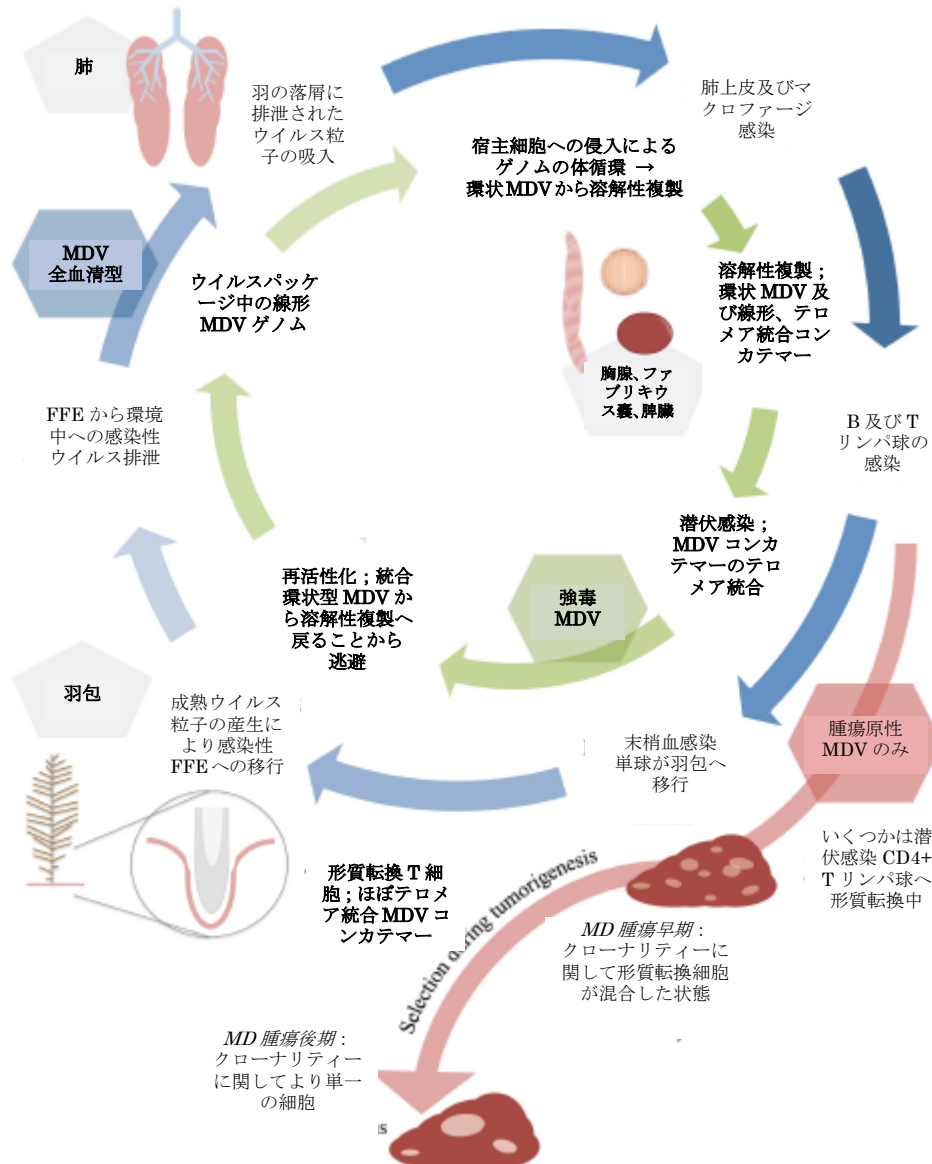 肺
羽の落屑に
排泄された
ウイルス粒
子の吸入
肺上皮及びマ
クロファージ
感染
宿主細胞への侵入による
ゲノムの体循環 →
環状 MDV から溶解性複製
MDV
全血清型
ウイルスパッケ
ージ中の線形
MDV ゲノム
溶解性複製；
環状 MDV 及
び線形、テロ
メア統合コン
カテマー
胸腺、ファ
ブリキウ
ス嚢、脾臓
FFE から環境
中への感染性
ウイルス排泄
B 及び T
リンパ球の
感染
潜伏感染；
MDV コンカ
テマーのテロ
メア統合
再活性化；統合
環状型 MDV か
ら溶解性複製へ
戻ることから
逃避
強毒
MDV
羽包
成熟ウイルス
粒子の産生に
より感染性
FFE への移行
末梢血感染
単球が羽包へ
移行
腫瘍原性
MDV のみ
いくつかは潜
伏感染 CD4+
T リンパ球へ
形質転換中
形質転換 T 細
胞；ほぼテロメ
ア統合 MDV コ
ンカテマー
Selection during tumorigenesis
MD 腫瘍早期：
クローナリティーに
関して形質転換細胞
が混合した状態
MD 腫瘍後期：
クローナリティー
に関してより単一
の細胞